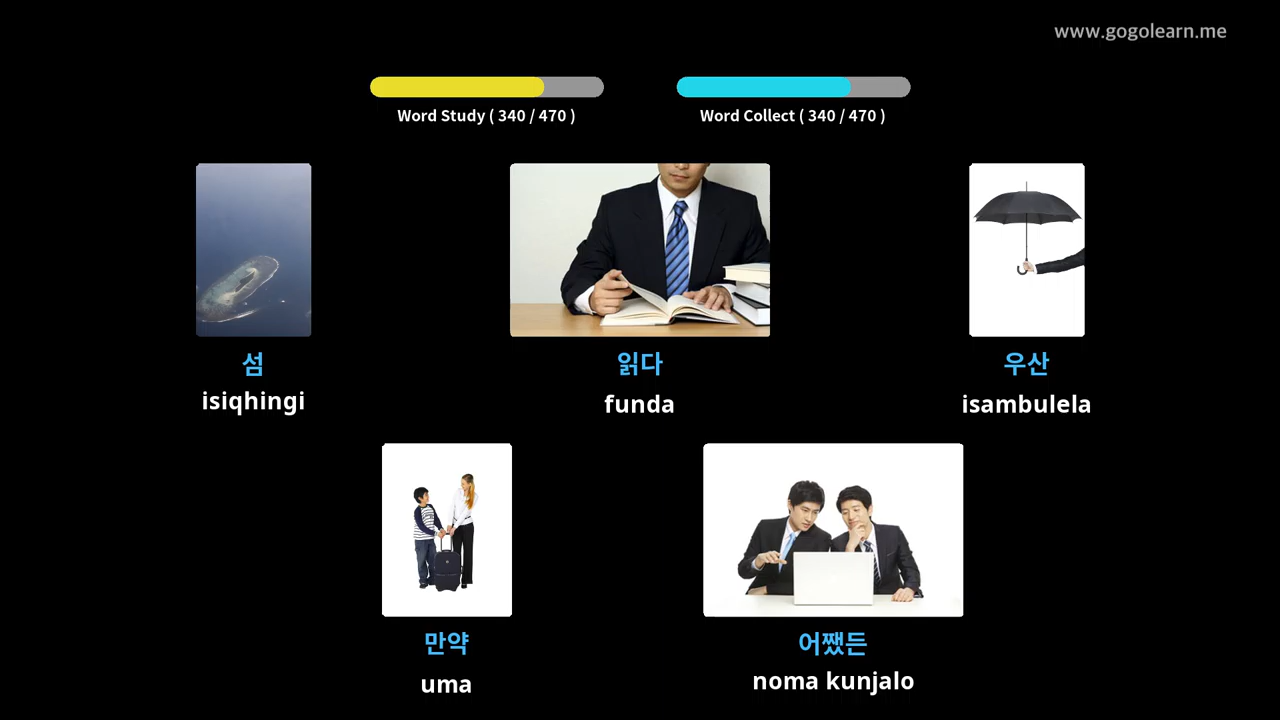 www.gogolearn.me
Word Study ( 340 / 470 )
Word Collect ( 340 / 470 )
섬
isiqhingi
읽다
funda
우산
isambulela
만약
uma
어쨌든
noma kunjalo